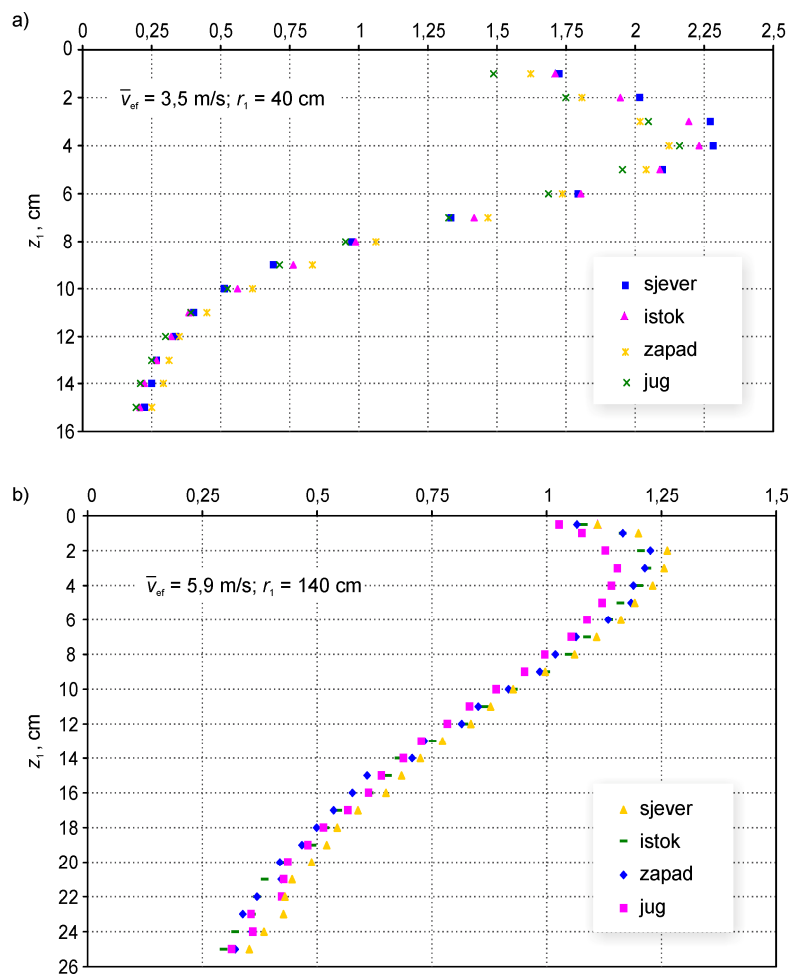 a)
0 0,25 0,5 0,75 1 1,25 1,5 1,75 2 2,25 2,5
0
2
4
6
8
10
12
14
16
z₁, cm
v̅ef = 3,5 m/s; r₁ = 40 cm
sjever
istok
zapad
jug
b)
0 0,25 0,5 0,75 1 1,25 1,5
0
2
4
6
8
10
12
14
16
18
20
22
24
26
z₁, cm
v̅ef = 5,9 m/s; r₁ = 140 cm
sjever
istok
zapad
jug